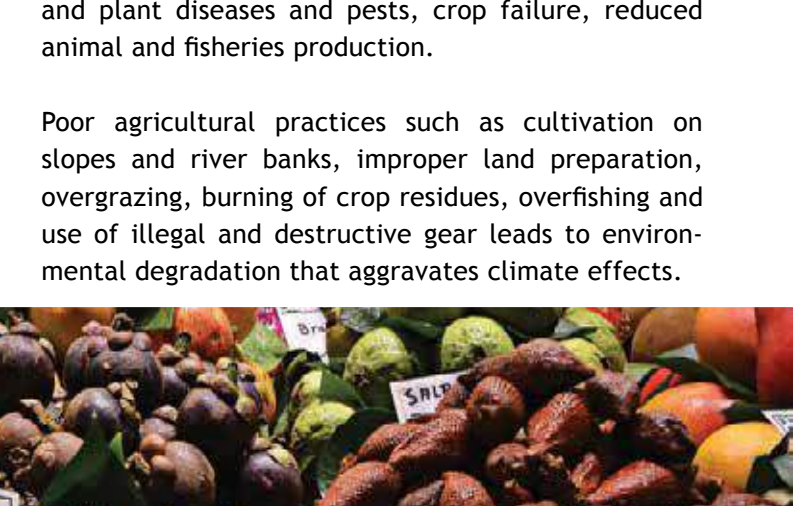 and plant diseases and pests, crop failure, reduced
animal and fisheries production.
Poor agricultural practices such as cultivation on
slopes and river banks, improper land preparation,
overgrazing, burning of crop residues, overfishing and
use of illegal and destructive gear leads to environ-
mental degradation that aggravates climate effects.
Bra
SALP